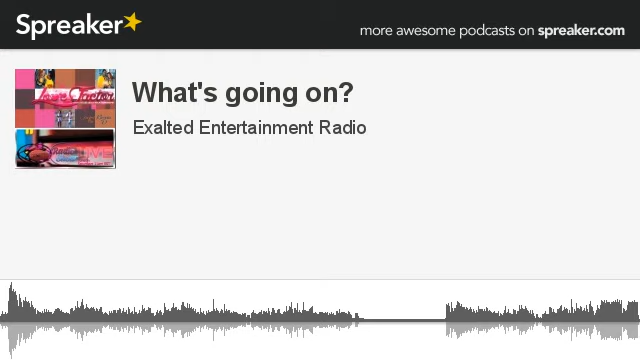 Spreaker
more awesome podcasts on spreaker.com
What's going on?
Exalted Entertainment Radio